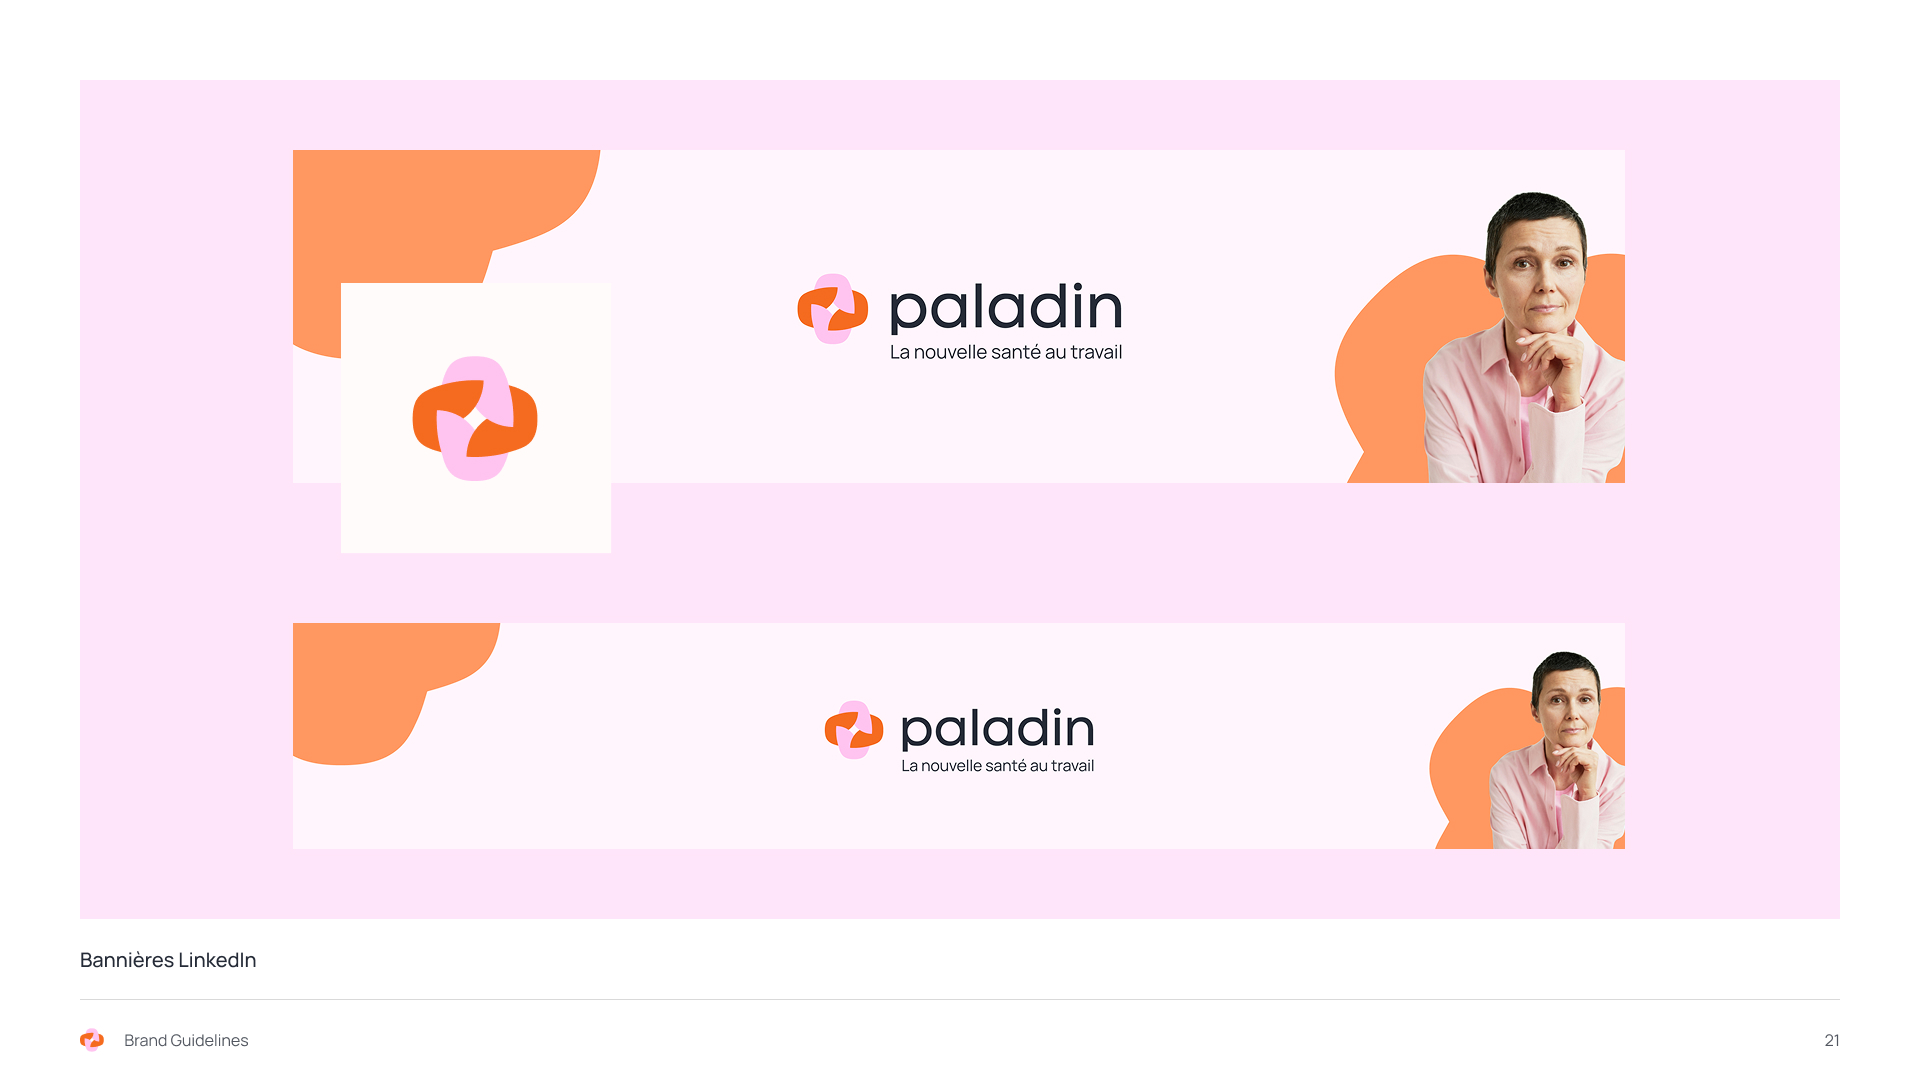 paladin
La nouvelle santé au travail
paladin
La nouvelle santé au travail
Bannières LinkedIn
Brand Guidelines
21